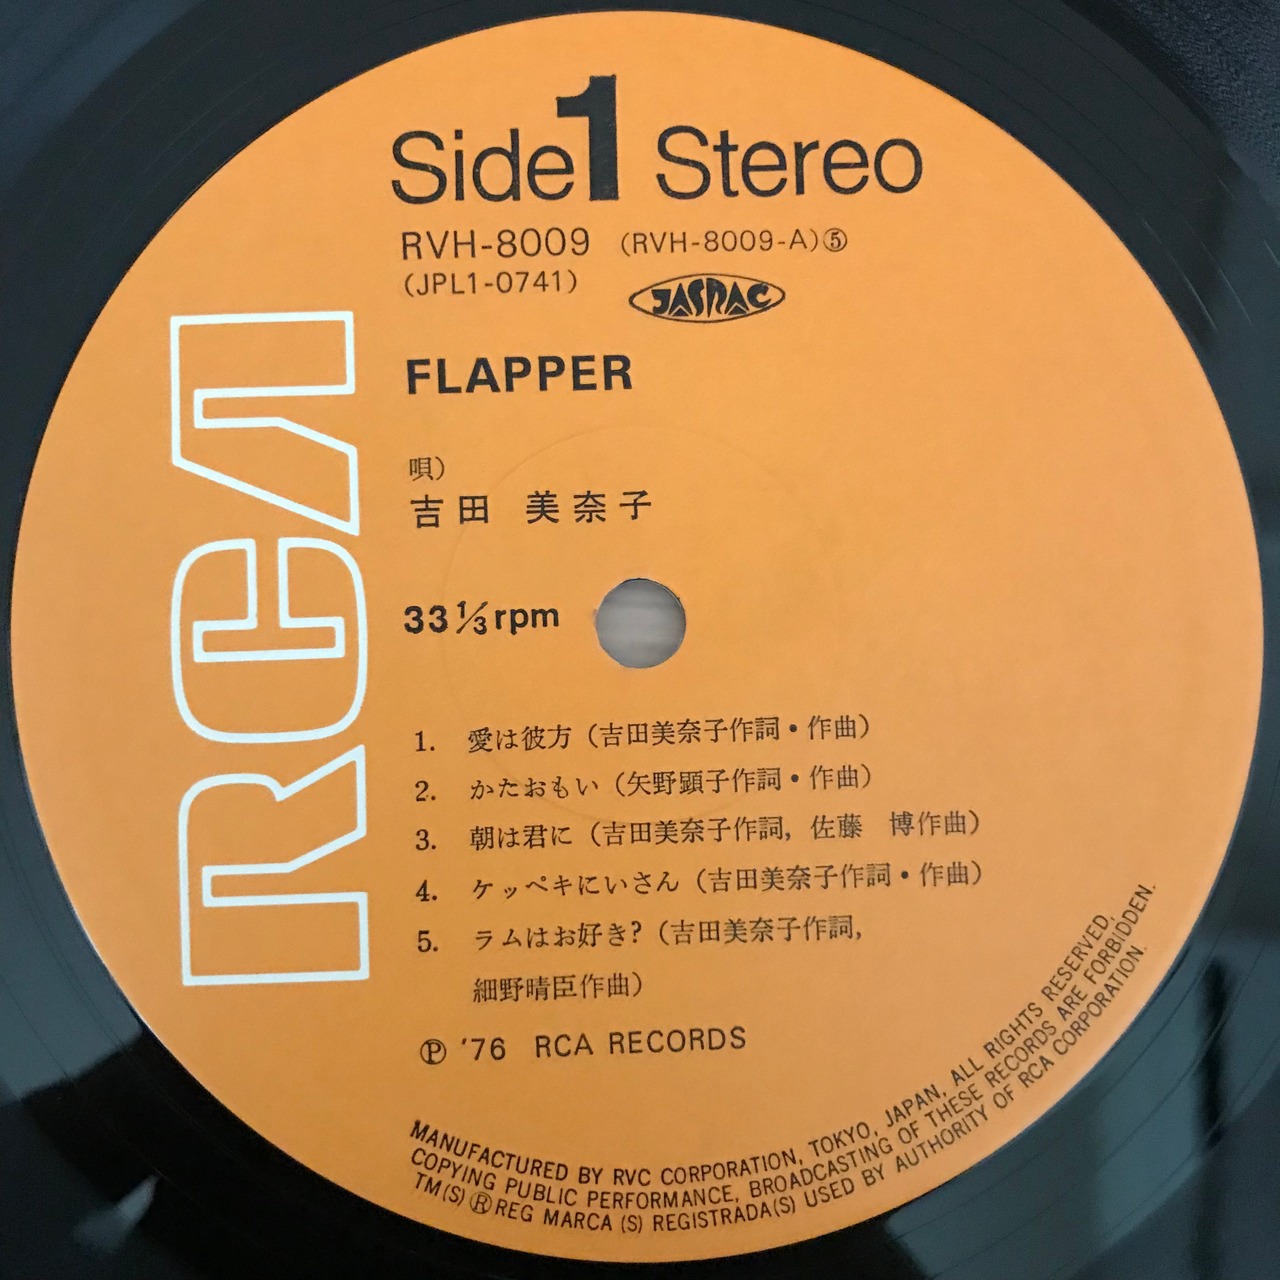 Side 1 Stereo
RVH-8009 (RVH-8009-A)⑤
(JPL1-0741)
JASRAC
FLAPPER
唄)
吉田 美奈子
33 1/3 rpm
1. 愛は彼方（吉田美奈子作詞・作曲）
2. かたおもい（矢野顕子作詞・作曲）
3. 朝は君に（吉田美奈子作詞, 佐藤 博作曲）
4. ケッペキにいさん（吉田美奈子作詞・作曲）
5. ラムはお好き?（吉田美奈子作詞,
細野晴臣作曲）
Ⓟ '76 RCA RECORDS
MANUFACTURED BY RVC CORPORATION, TOKYO, JAPAN, ALL RIGHTS RESERVED,
COPYING PUBLIC PERFORMANCE, BROADCASTING OF THESE RECORDS ARE FORBIDDEN.
TM(S) ® REG MARCA (S) REGISTRADA(S) USED BY AUTHORITY OF RCA CORPORATION.
RCA